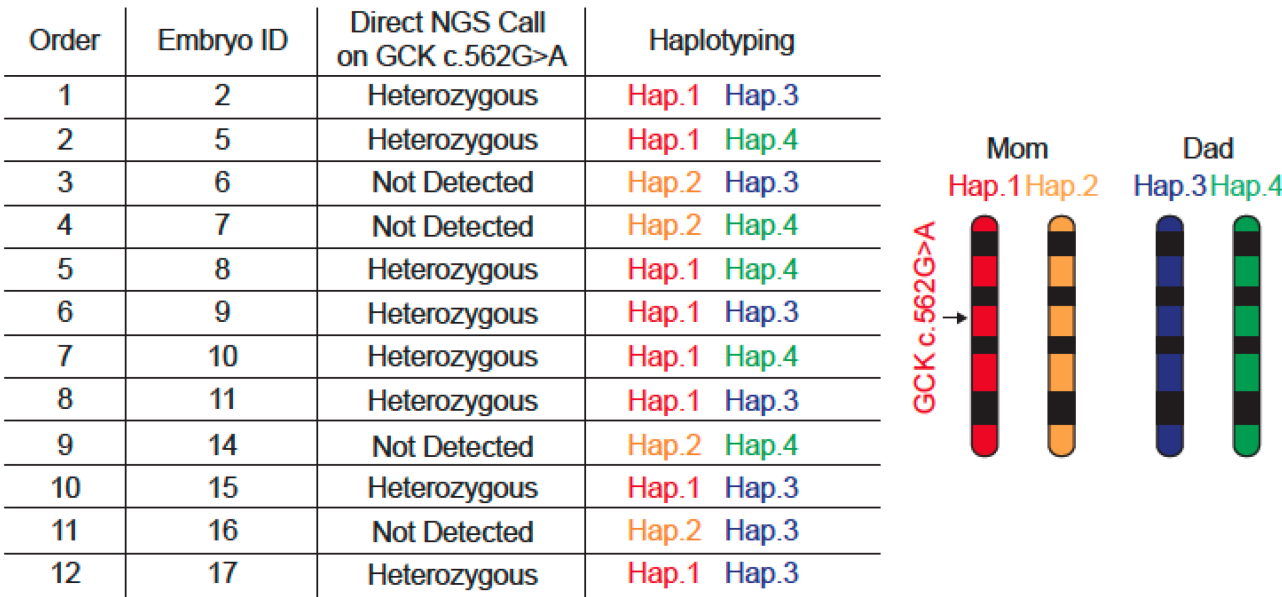 Order Embryo ID Direct NGS Call on GCK c.562G>A Haplotyping
1 2 Heterozygous Hap.1 Hap.3
2 5 Heterozygous Hap.1 Hap.4
3 6 Not Detected Hap.2 Hap.3
4 7 Not Detected Hap.2 Hap.4
5 8 Heterozygous Hap.1 Hap.4
6 9 Heterozygous Hap.1 Hap.3
7 10 Heterozygous Hap.1 Hap.4
8 11 Heterozygous Hap.1 Hap.3
9 14 Not Detected Hap.2 Hap.4
10 15 Heterozygous Hap.1 Hap.3
11 16 Not Detected Hap.2 Hap.3
12 17 Heterozygous Hap.1 Hap.3
Mom Dad
Hap.1 Hap.2 Hap.3 Hap.4
GCK c.562G>A